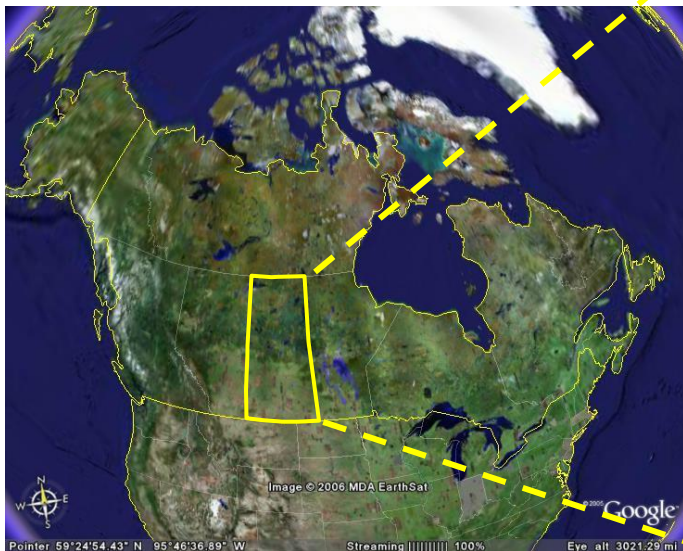 Image © 2006 MDA EarthSat
N
W E
S
©2005 Google™
Pointer 59°24'54.43" N 95°46'36.89" W Streaming |||||||||| 100% Eye alt 3021.29 mi